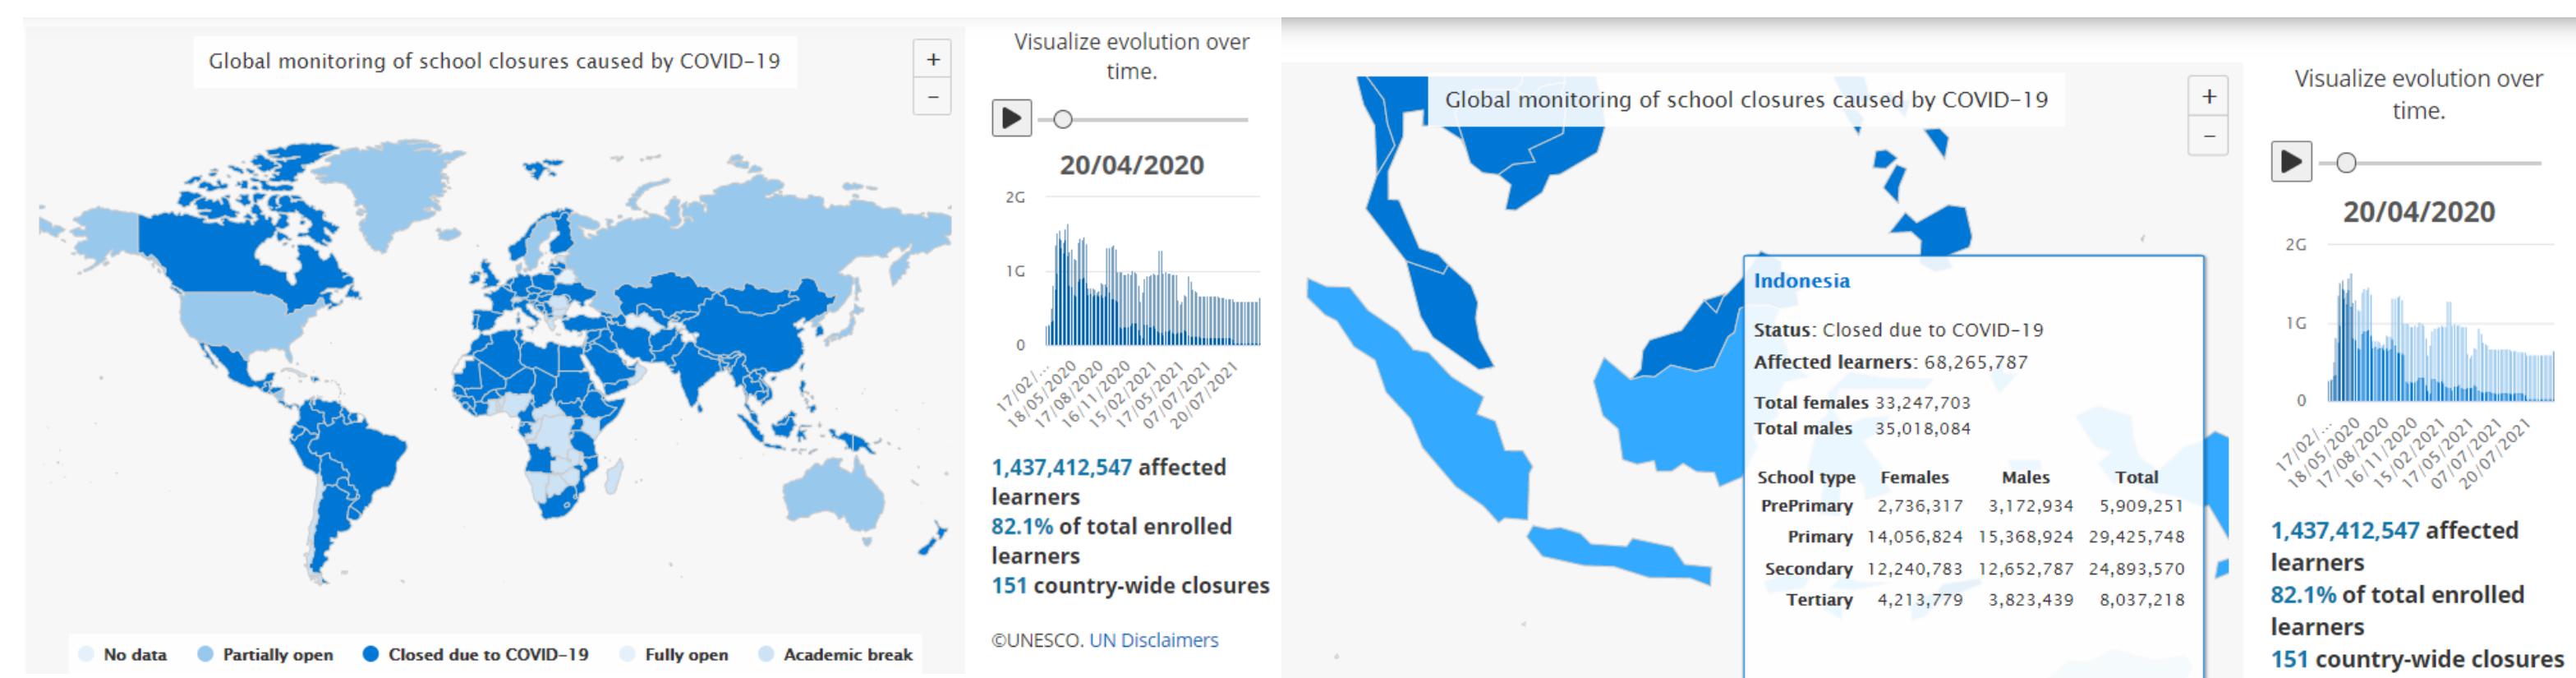 Global monitoring of school closures caused by COVID-19
+
−
Visualize evolution over
time.
20/04/2020
2G
1G
0
17/02/...
18/05/2020
17/08/2020
16/11/2020
15/02/2021
17/05/2021
07/07/2021
20/07/2021
1,437,412,547 affected
learners
82.1% of total enrolled
learners
151 country-wide closures
©UNESCO. UN Disclaimers
No data Partially open Closed due to COVID-19 Fully open Academic break
Global monitoring of school closures caused by COVID-19
+
−
Indonesia
Status: Closed due to COVID-19
Affected learners: 68,265,787
Total females 33,247,703
Total males 35,018,084
School type Females Males Total
PrePrimary 2,736,317 3,172,934 5,909,251
Primary 14,056,824 15,368,924 29,425,748
Secondary 12,240,783 12,652,787 24,893,570
Tertiary 4,213,779 3,823,439 8,037,218
Visualize evolution over
time.
20/04/2020
2G
1G
0
17/02/...
18/05/2020
17/08/2020
16/11/2020
15/02/2021
17/05/2021
07/07/2021
20/07/2021
1,437,412,547 affected
learners
82.1% of total enrolled
learners
151 country-wide closures